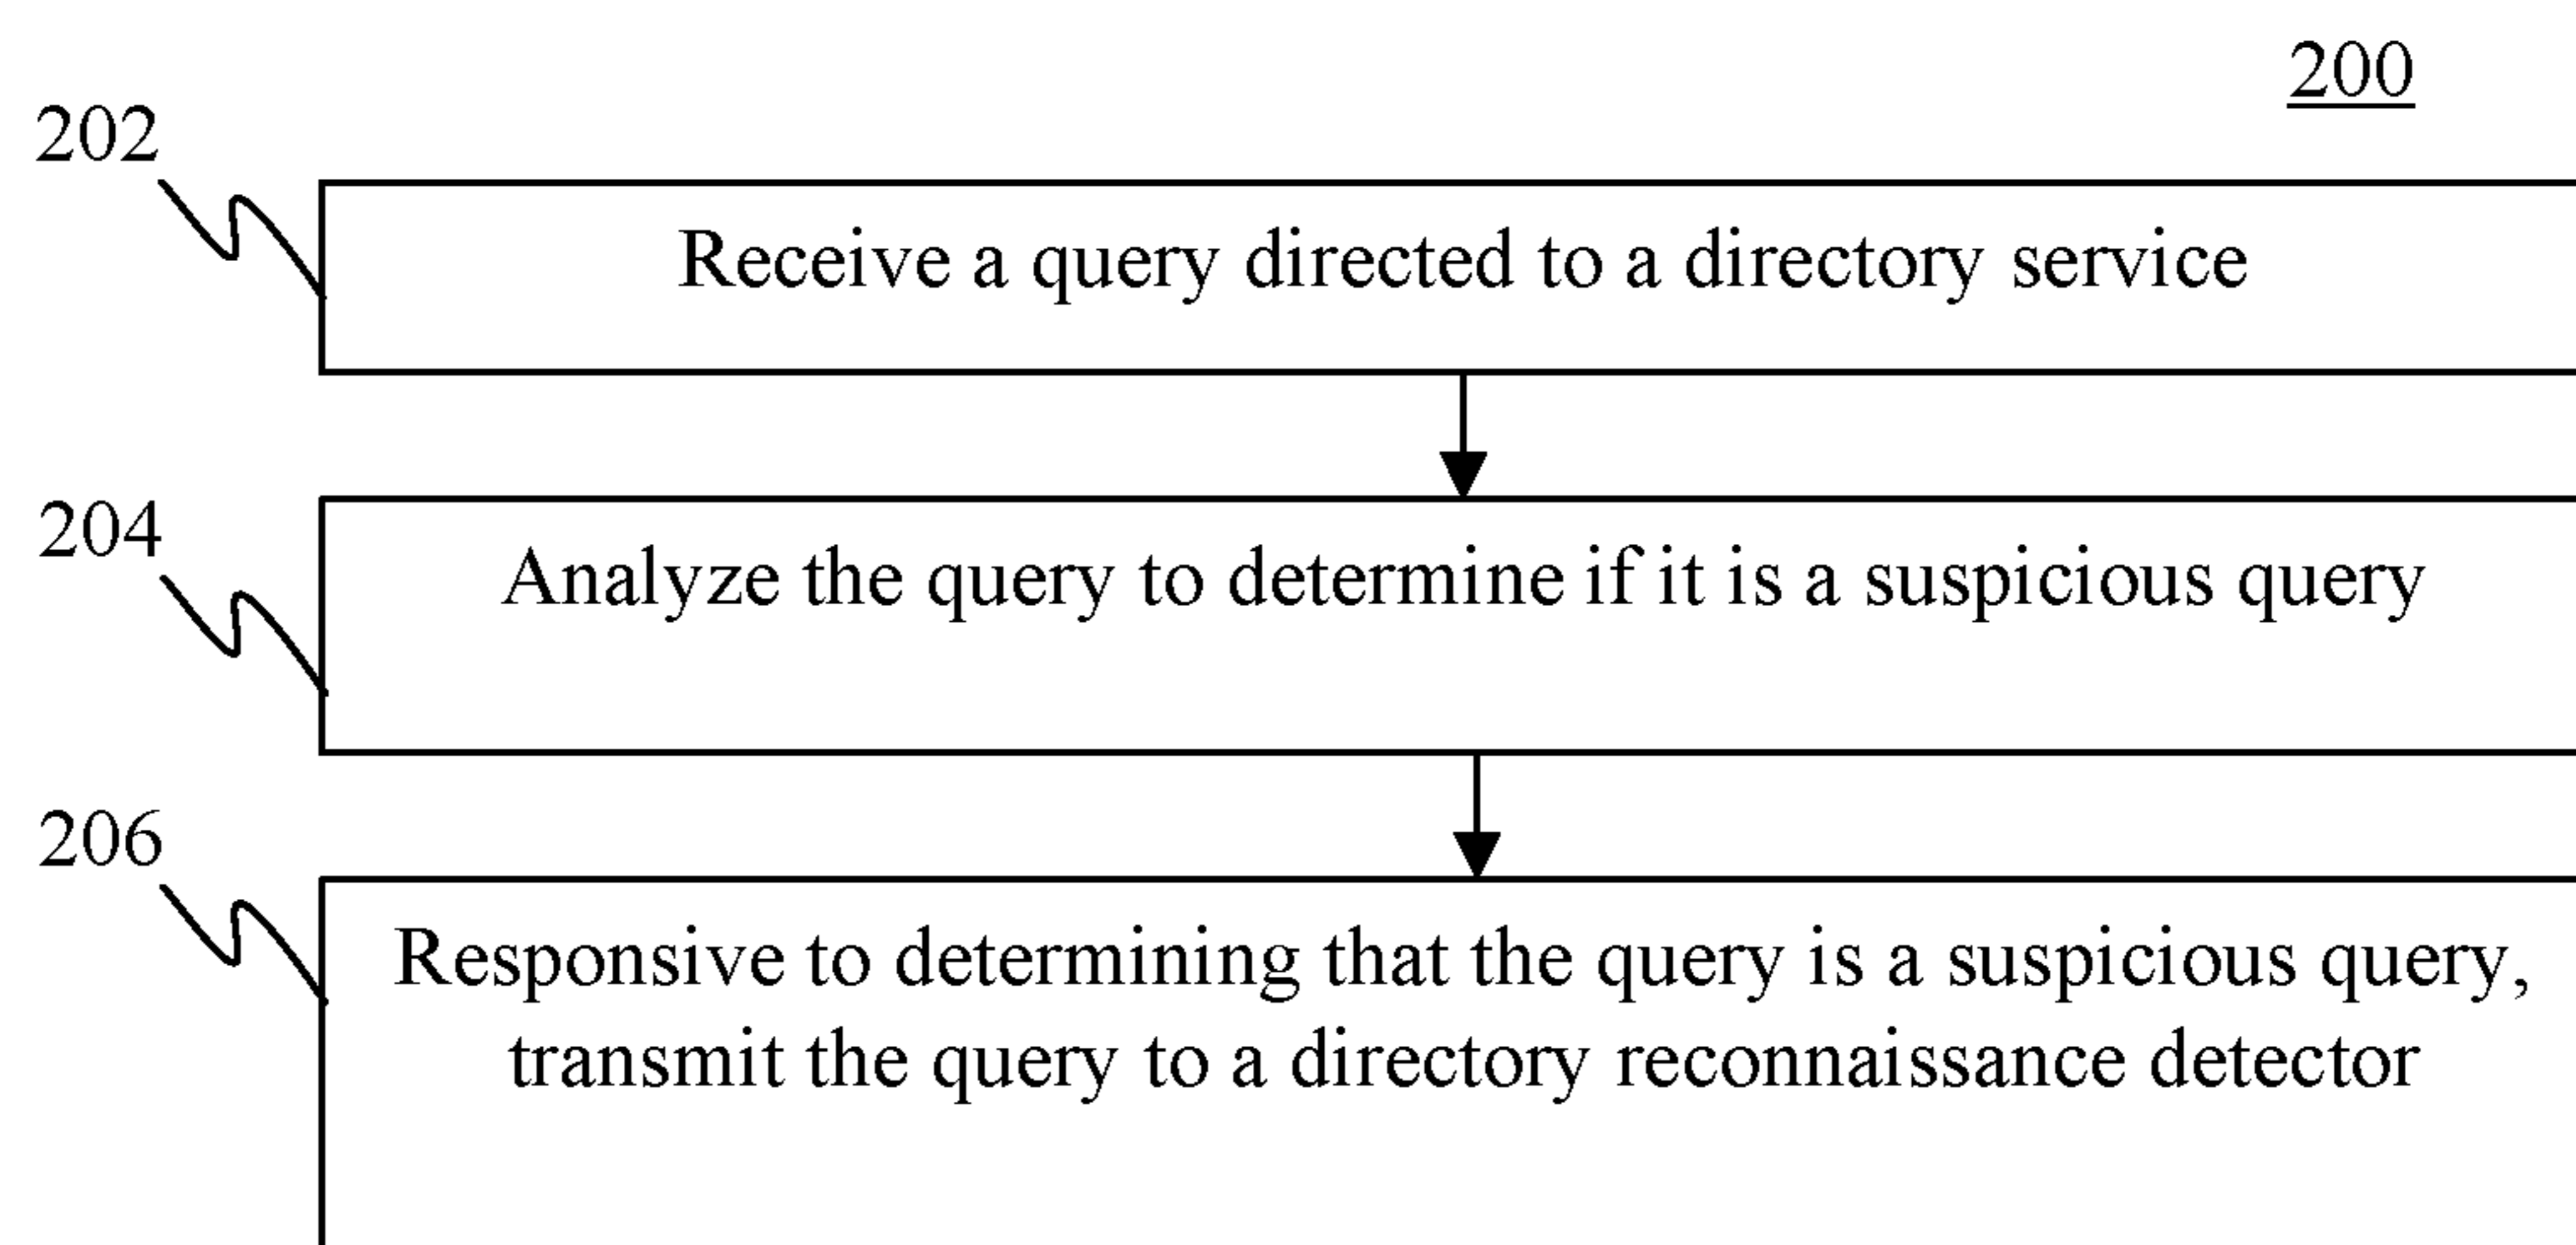 200
202
Receive a query directed to a directory service
204
Analyze the query to determine if it is a suspicious query
206
Responsive to determining that the query is a suspicious query,
transmit the query to a directory reconnaissance detector